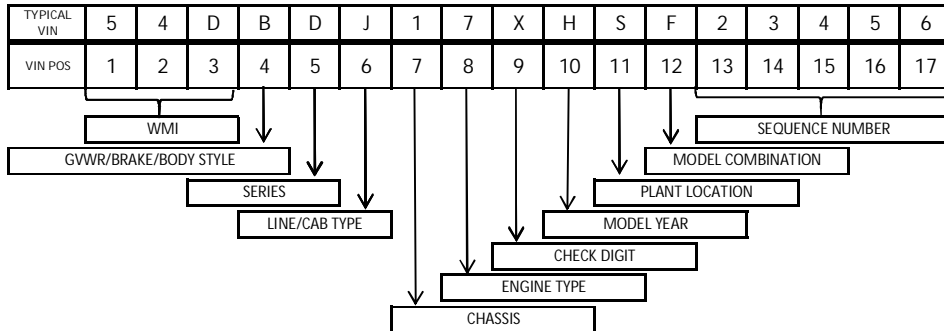 TYPICAL VIN 5 4 D B D J 1 7 X H S F 2 3 4 5 6
VIN POS 1 2 3 4 5 6 7 8 9 10 11 12 13 14 15 16 17
WMI SEQUENCE NUMBER
GVWR/BRAKE/BODY STYLE MODEL COMBINATION
SERIES PLANT LOCATION
LINE/CAB TYPE MODEL YEAR
CHECK DIGIT
ENGINE TYPE
CHASSIS